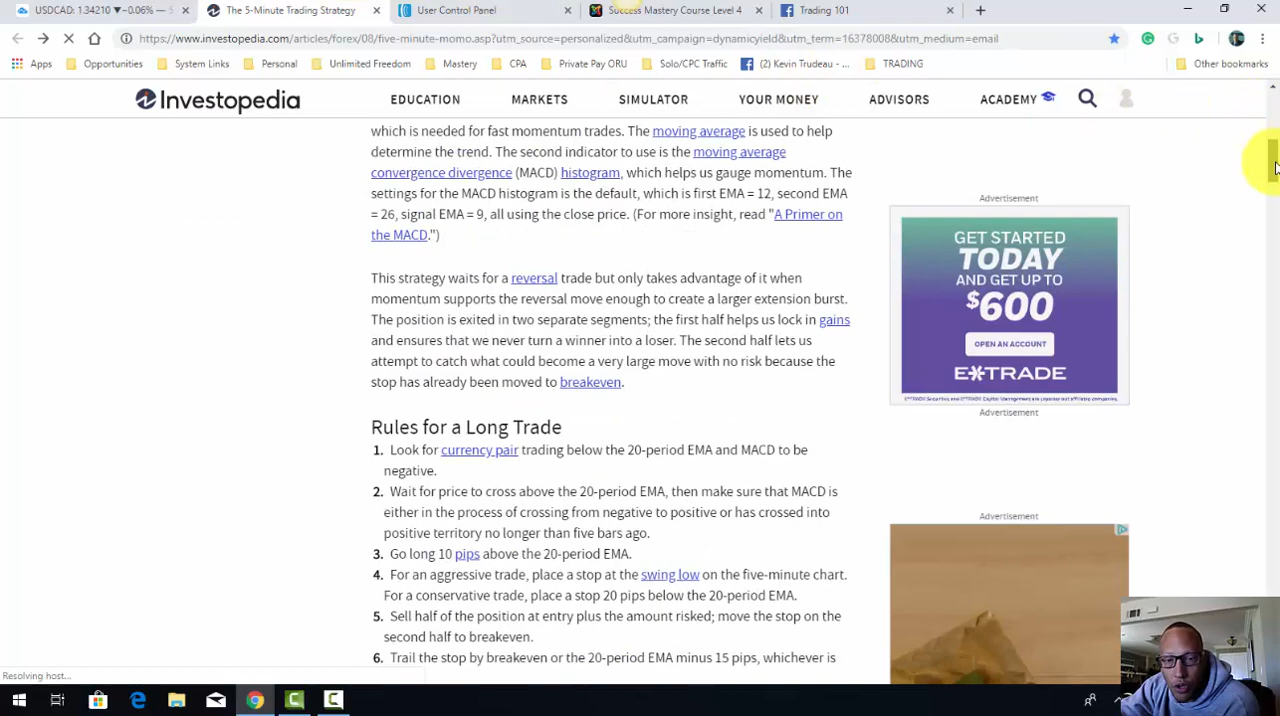 USDCAD: 1.34210 ▼ −0.06% – S
The 5-Minute Trading Strategy
User Control Panel
Success Mastery Course Level 4
Trading 101
https://www.investopedia.com/articles/forex/08/five-minute-momo.asp?utm_source=personalized&utm_campaign=dynamicyield&utm_term=16378008&utm_medium=email
Apps Opportunities System Links Personal Unlimited Freedom Mastery CPA Private Pay ORU Solo/CPC Traffic (2) Kevin Trudeau - ... TRADING Other bookmarks
Investopedia EDUCATION MARKETS SIMULATOR YOUR MONEY ADVISORS ACADEMY
which is needed for fast momentum trades. The moving average is used to help
determine the trend. The second indicator to use is the moving average
convergence divergence (MACD) histogram, which helps us gauge momentum. The
settings for the MACD histogram is the default, which is first EMA = 12, second EMA
= 26, signal EMA = 9, all using the close price. (For more insight, read "A Primer on
the MACD.")
This strategy waits for a reversal trade but only takes advantage of it when
momentum supports the reversal move enough to create a larger extension burst.
The position is exited in two separate segments; the first half helps us lock in gains
and ensures that we never turn a winner into a loser. The second half lets us
attempt to catch what could become a very large move with no risk because the
stop has already been moved to breakeven.
Rules for a Long Trade
1. Look for currency pair trading below the 20-period EMA and MACD to be
negative.
2. Wait for price to cross above the 20-period EMA, then make sure that MACD is
either in the process of crossing from negative to positive or has crossed into
positive territory no longer than five bars ago.
3. Go long 10 pips above the 20-period EMA.
4. For an aggressive trade, place a stop at the swing low on the five-minute chart.
For a conservative trade, place a stop 20 pips below the 20-period EMA.
5. Sell half of the position at entry plus the amount risked; move the stop on the
second half to breakeven.
6. Trail the stop by breakeven or the 20-period EMA minus 15 pips, whichever is
Advertisement
GET STARTED
TODAY
AND GET UP TO
$600
OPEN AN ACCOUNT
E*TRADE
Advertisement
Advertisement
Resolving host...